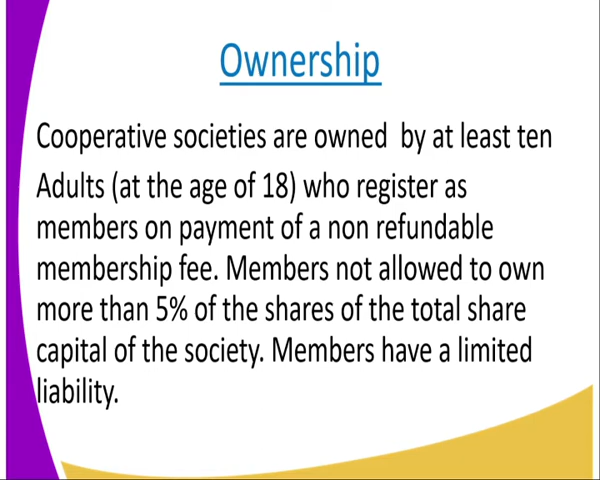 Ownership
Cooperative societies are owned  by at least ten
Adults (at the age of 18) who register as
members on payment of a non refundable
membership fee. Members not allowed to own
more than 5% of the shares of the total share
capital of the society. Members have a limited
liability.